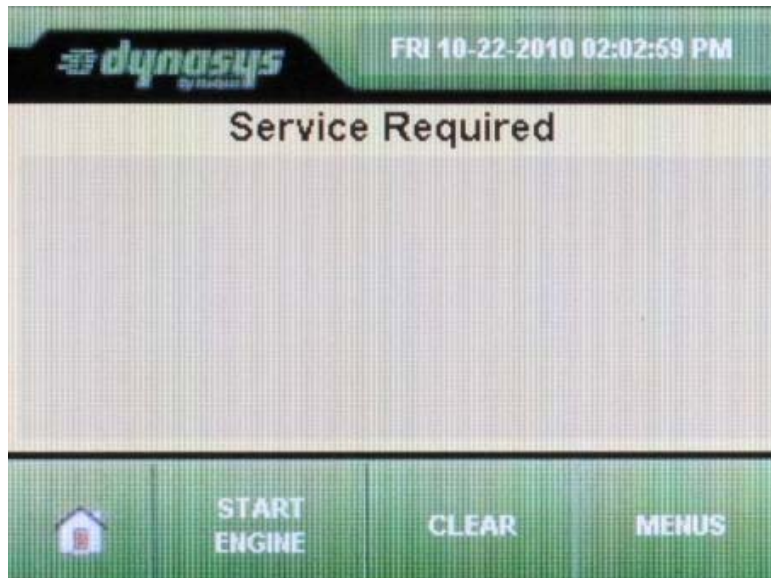 dynasys
FRI 10-22-2010 02:02:59 PM
Service Required
START
ENGINE
CLEAR
MENUS